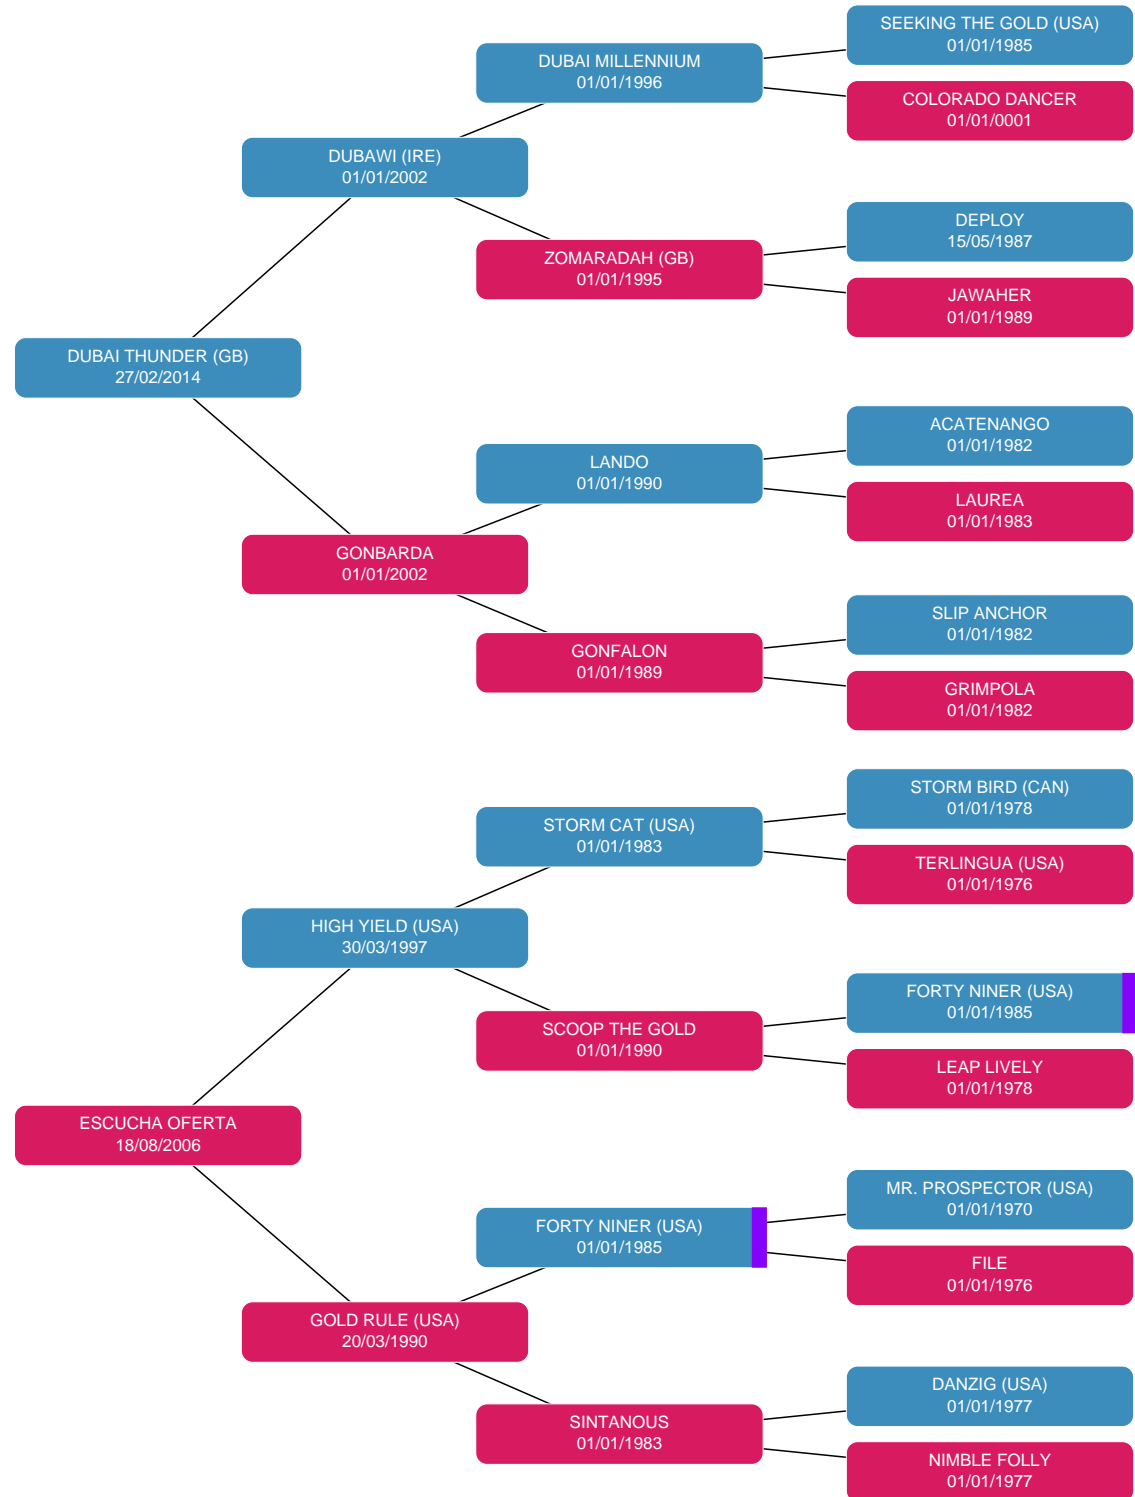 SEEKING THE GOLD (USA)
01/01/1985
DUBAI MILLENNIUM
01/01/1996
COLORADO DANCER
01/01/0001
DUBAWI (IRE)
01/01/2002
DEPLOY
15/05/1987
ZOMARADAH (GB)
01/01/1995
JAWAHER
01/01/1989
DUBAI THUNDER (GB)
27/02/2014
ACATENANGO
01/01/1982
LANDO
01/01/1990
LAUREA
01/01/1983
GONBARDA
01/01/2002
SLIP ANCHOR
01/01/1982
GONFALON
01/01/1989
GRIMPOLA
01/01/1982
STORM BIRD (CAN)
01/01/1978
STORM CAT (USA)
01/01/1983
TERLINGUA (USA)
01/01/1976
HIGH YIELD (USA)
30/03/1997
FORTY NINER (USA)
01/01/1985
SCOOP THE GOLD
01/01/1990
LEAP LIVELY
01/01/1978
ESCUCHA OFERTA
18/08/2006
MR. PROSPECTOR (USA)
01/01/1970
FORTY NINER (USA)
01/01/1985
FILE
01/01/1976
GOLD RULE (USA)
20/03/1990
DANZIG (USA)
01/01/1977
SINTANOUS
01/01/1983
NIMBLE FOLLY
01/01/1977